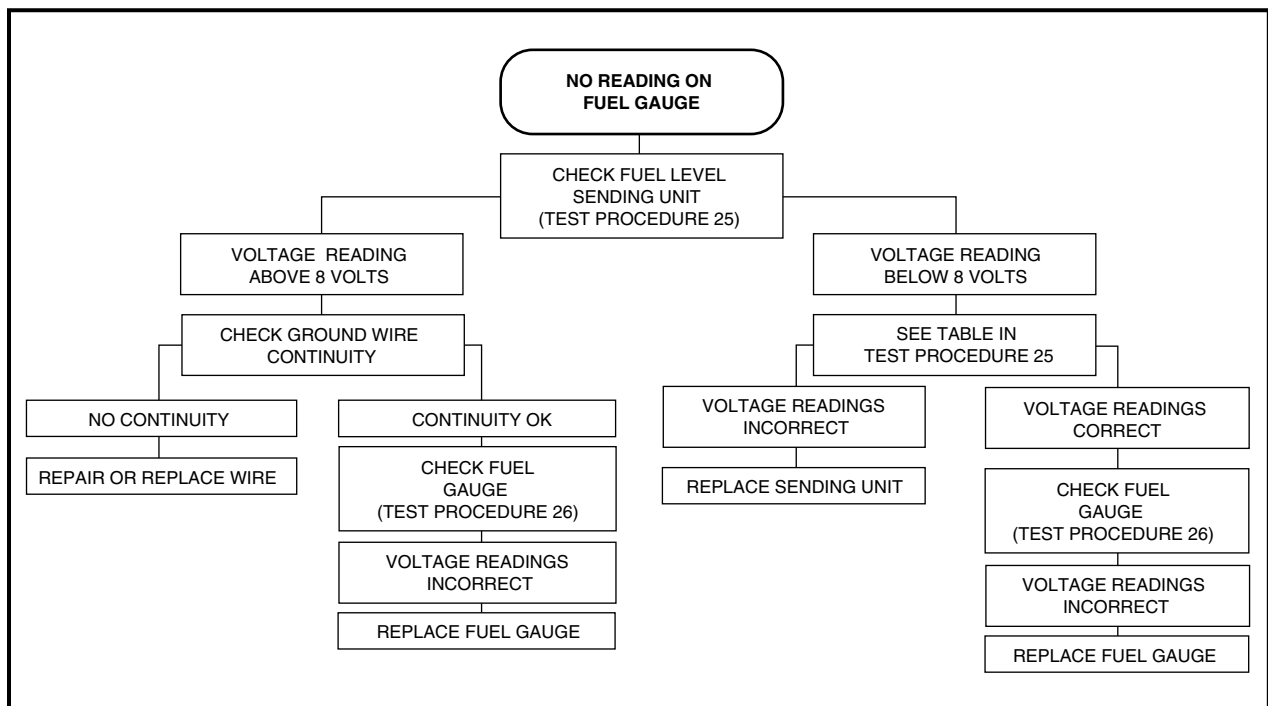 NO READING ON
FUEL GAUGE
CHECK FUEL LEVEL
SENDING UNIT
(TEST PROCEDURE 25)
VOLTAGE READING
ABOVE 8 VOLTS
CHECK GROUND WIRE
CONTINUITY
NO CONTINUITY
REPAIR OR REPLACE WIRE
CONTINUITY OK
CHECK FUEL
GAUGE
(TEST PROCEDURE 26)
VOLTAGE READINGS
INCORRECT
REPLACE FUEL GAUGE
VOLTAGE READING
BELOW 8 VOLTS
SEE TABLE IN
TEST PROCEDURE 25
VOLTAGE READINGS
INCORRECT
REPLACE SENDING UNIT
VOLTAGE READINGS
CORRECT
CHECK FUEL
GAUGE
(TEST PROCEDURE 26)
VOLTAGE READINGS
INCORRECT
REPLACE FUEL GAUGE